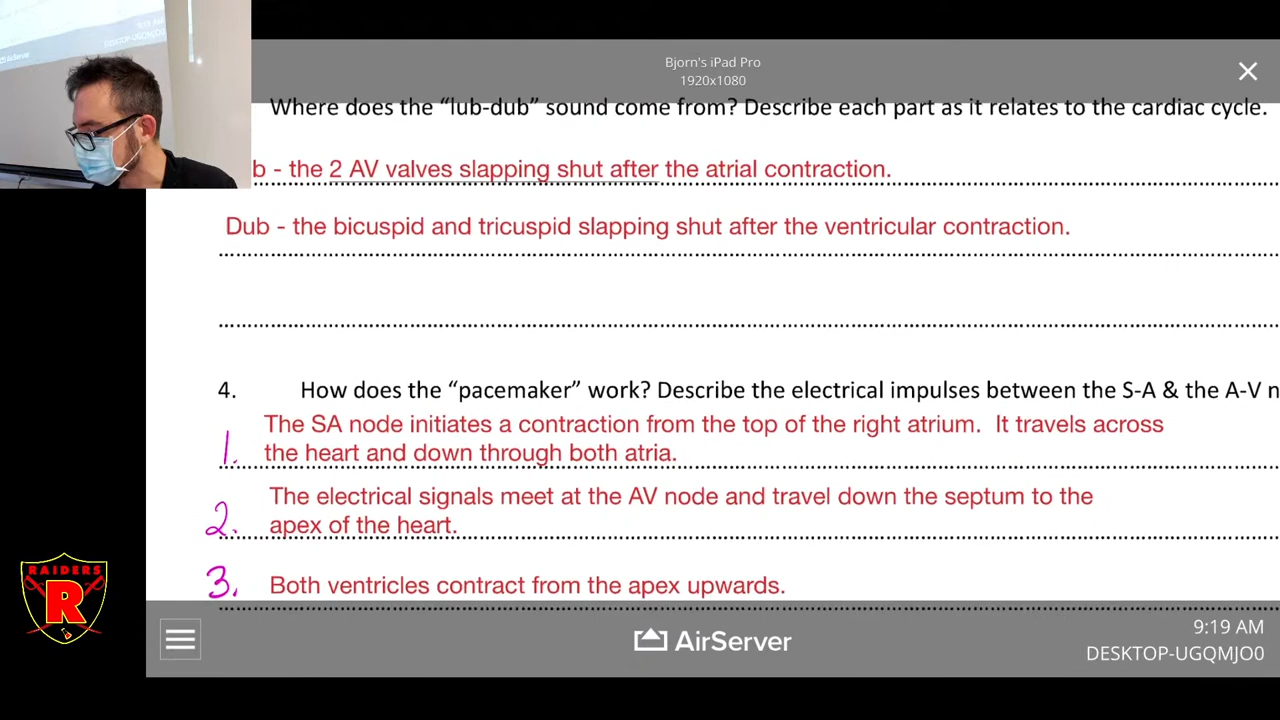 9:19 AM
DESKTOP-UGQMJO0
AirServer
Bjorn's iPad Pro
1920x1080
Where does the “lub-dub” sound come from? Describe each part as it relates to the cardiac cycle.
b - the 2 AV valves slapping shut after the atrial contraction.
Dub - the bicuspid and tricuspid slapping shut after the ventricular contraction.
4. How does the “pacemaker” work? Describe the electrical impulses between the S-A & the A-V n
The SA node initiates a contraction from the top of the right atrium. It travels across
1. the heart and down through both atria.
The electrical signals meet at the AV node and travel down the septum to the
2. apex of the heart.
3. Both ventricles contract from the apex upwards.
RAIDERS
R
AirServer
9:19 AM
DESKTOP-UGQMJO0